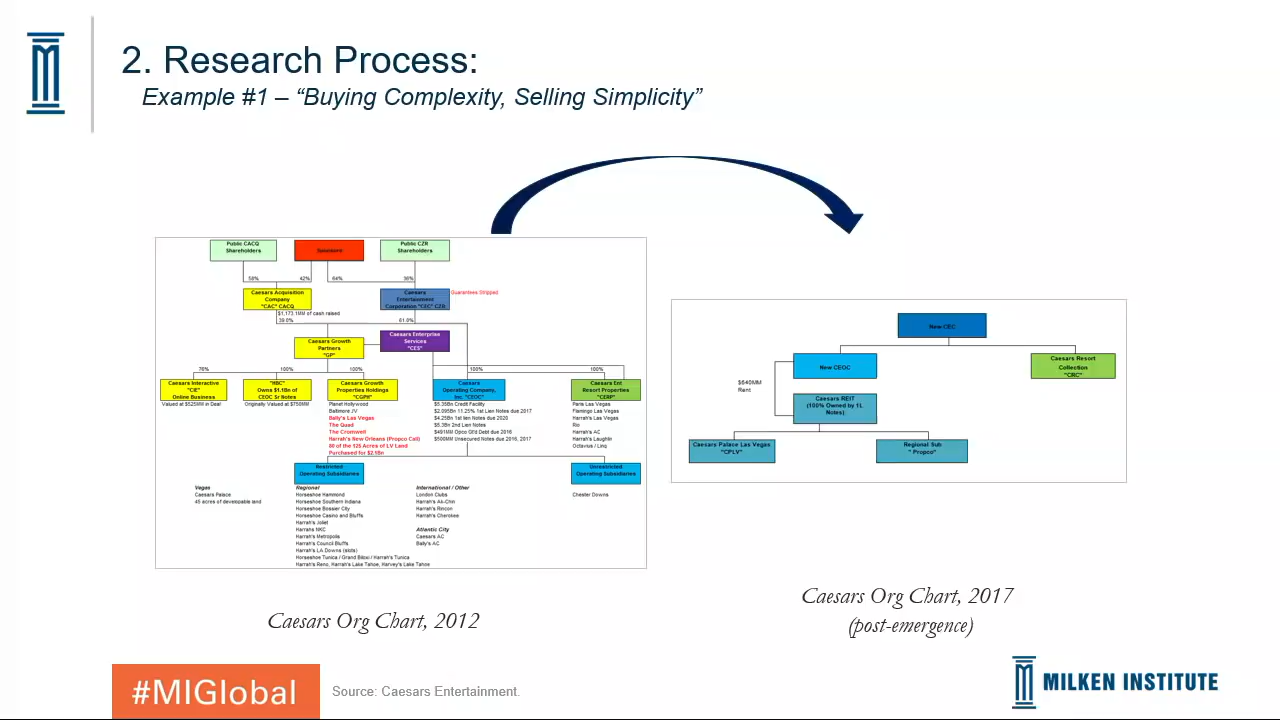 2. Research Process:
Example #1 – “Buying Complexity, Selling Simplicity”
Public CACQ
Shareholders
Sponsors
Public CZR
Shareholders
58%
42%
64%
36%
Caesars Acquisition
Company
"CAC" CACQ
Caesars
Entertainment
Corporation "CEC" CZR
Guarantees Stripped
$1,173.1MM of cash raised
39.0%
61.0%
Caesars Growth
Partners
"GP"
Caesars Enterprise
Services
"CES"
76%
100%
100%
100%
100%
Caesars Interactive
"CIE"
Online Business
"RBC"
Owns $1.1Bn of
CEOC Sr Notes
Caesars Growth
Properties Holdings
"CGPH"
Caesars
Operating Company,
Inc. "CEOC"
Caesars Ent
Resort Properties
"CERP"
Valued at $525MM in Deal
Originally Valued at $750MM
Planet Hollywood
Baltimore JV
Bally's Las Vegas
The Quad
The Cromwell
Harrah's New Orleans (Propco Call)
80 of the 125 Acres of LV Land
Purchased for $2.1Bn
$5.35Bn Credit Facility
$2.095Bn 11.25% 1st Lien Notes due 2017
$4.25Bn 1st lien Notes due 2020
$5.3Bn 2nd Lien Notes
$491MM Opco Gt'd Debt due 2016
$500MM Unsecured Notes due 2016, 2017
Paris Las Vegas
Flamingo Las Vegas
Harrah's Las Vegas
Rio
Harrah's AC
Harrah's Laughlin
Octavius / Linq
Restricted
Operating Subsidiaries
Unrestricted
Operating Subsidiaries
Vegas
Caesars Palace
45 acres of developable land
Regional
Horseshoe Hammond
Horseshoe Southern Indiana
Horseshoe Bossier City
Horseshoe Casino and Bluffs
Harrah's Joliet
Harrahs NKC
Harrah's Metropolis
Harrah's Council Bluffs
Harrah's LA Downs (slots)
Horseshoe Tunica / Grand Biloxi / Harrah's Tunica
Harrah's Reno, Harrah's Lake Tahoe, Harvey's Lake Tahoe
International / Other
London Clubs
Harrah's Ak-Chin
Harrah's Rincon
Harrah's Cherokee
Atlantic City
Caesars AC
Bally's AC
Chester Downs
Caesars Org Chart, 2012
New CEC
New CEOC
Caesars Resort
Collection
"CRC"
$640MM
Rent
Caesars REIT
(100% Owned by 1L
Notes)
Caesars Palace Las Vegas
"CPLV"
Regional Sub
" Propco"
Caesars Org Chart, 2017
(post-emergence)
#MIGlobal
Source: Caesars Entertainment.
MILKEN INSTITUTE